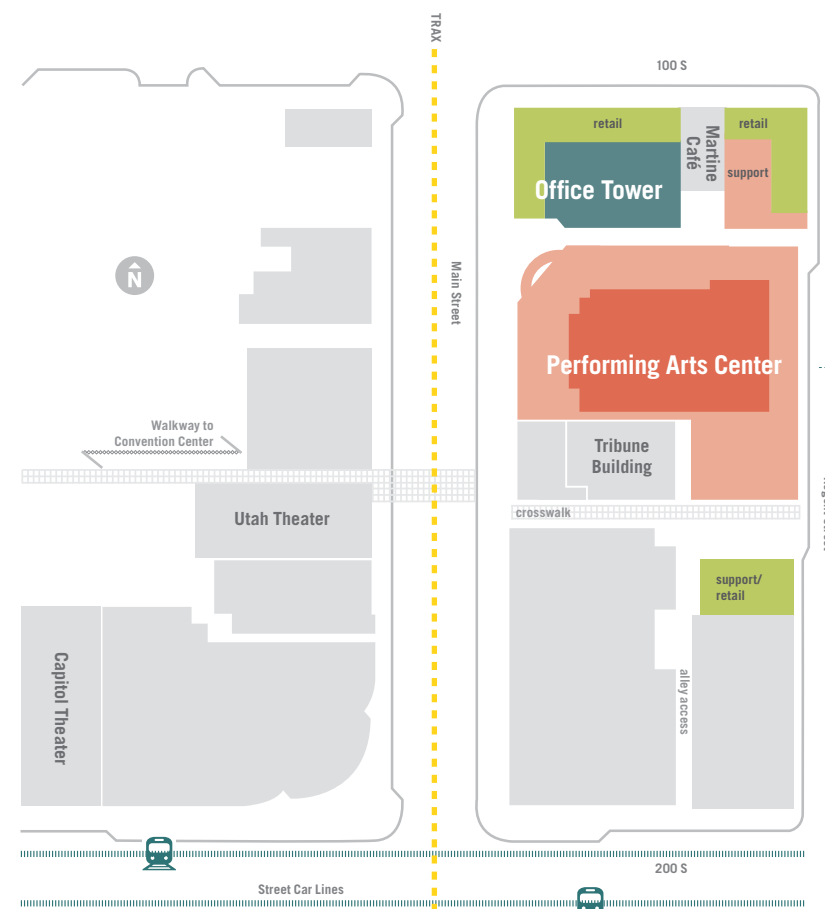 TRAX
100 S
retail
Martine
Café
retail
support
Office Tower
N
Main Street
Performing Arts Center
Walkway to
Convention Center
Tribune
Building
Utah Theater
crosswalk
support/
retail
Capitol Theater
alley access
200 S
Street Car Lines